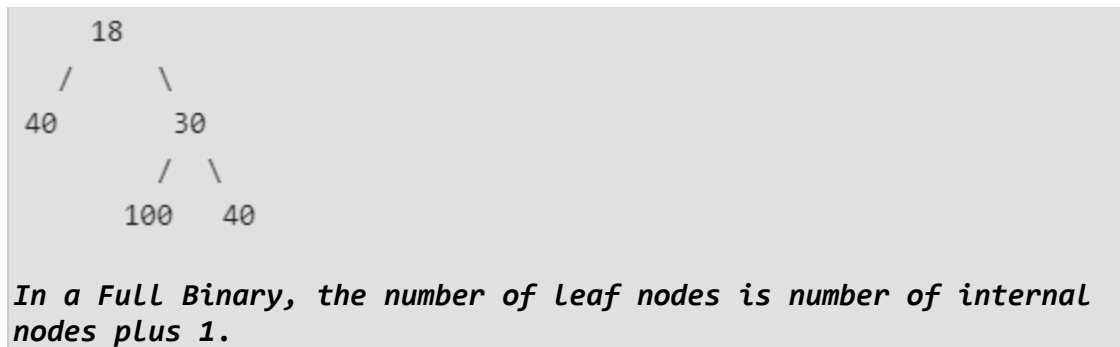 18
/ \
40 30
/ \
100 40
In a Full Binary, the number of leaf nodes is number of internal
nodes plus 1.